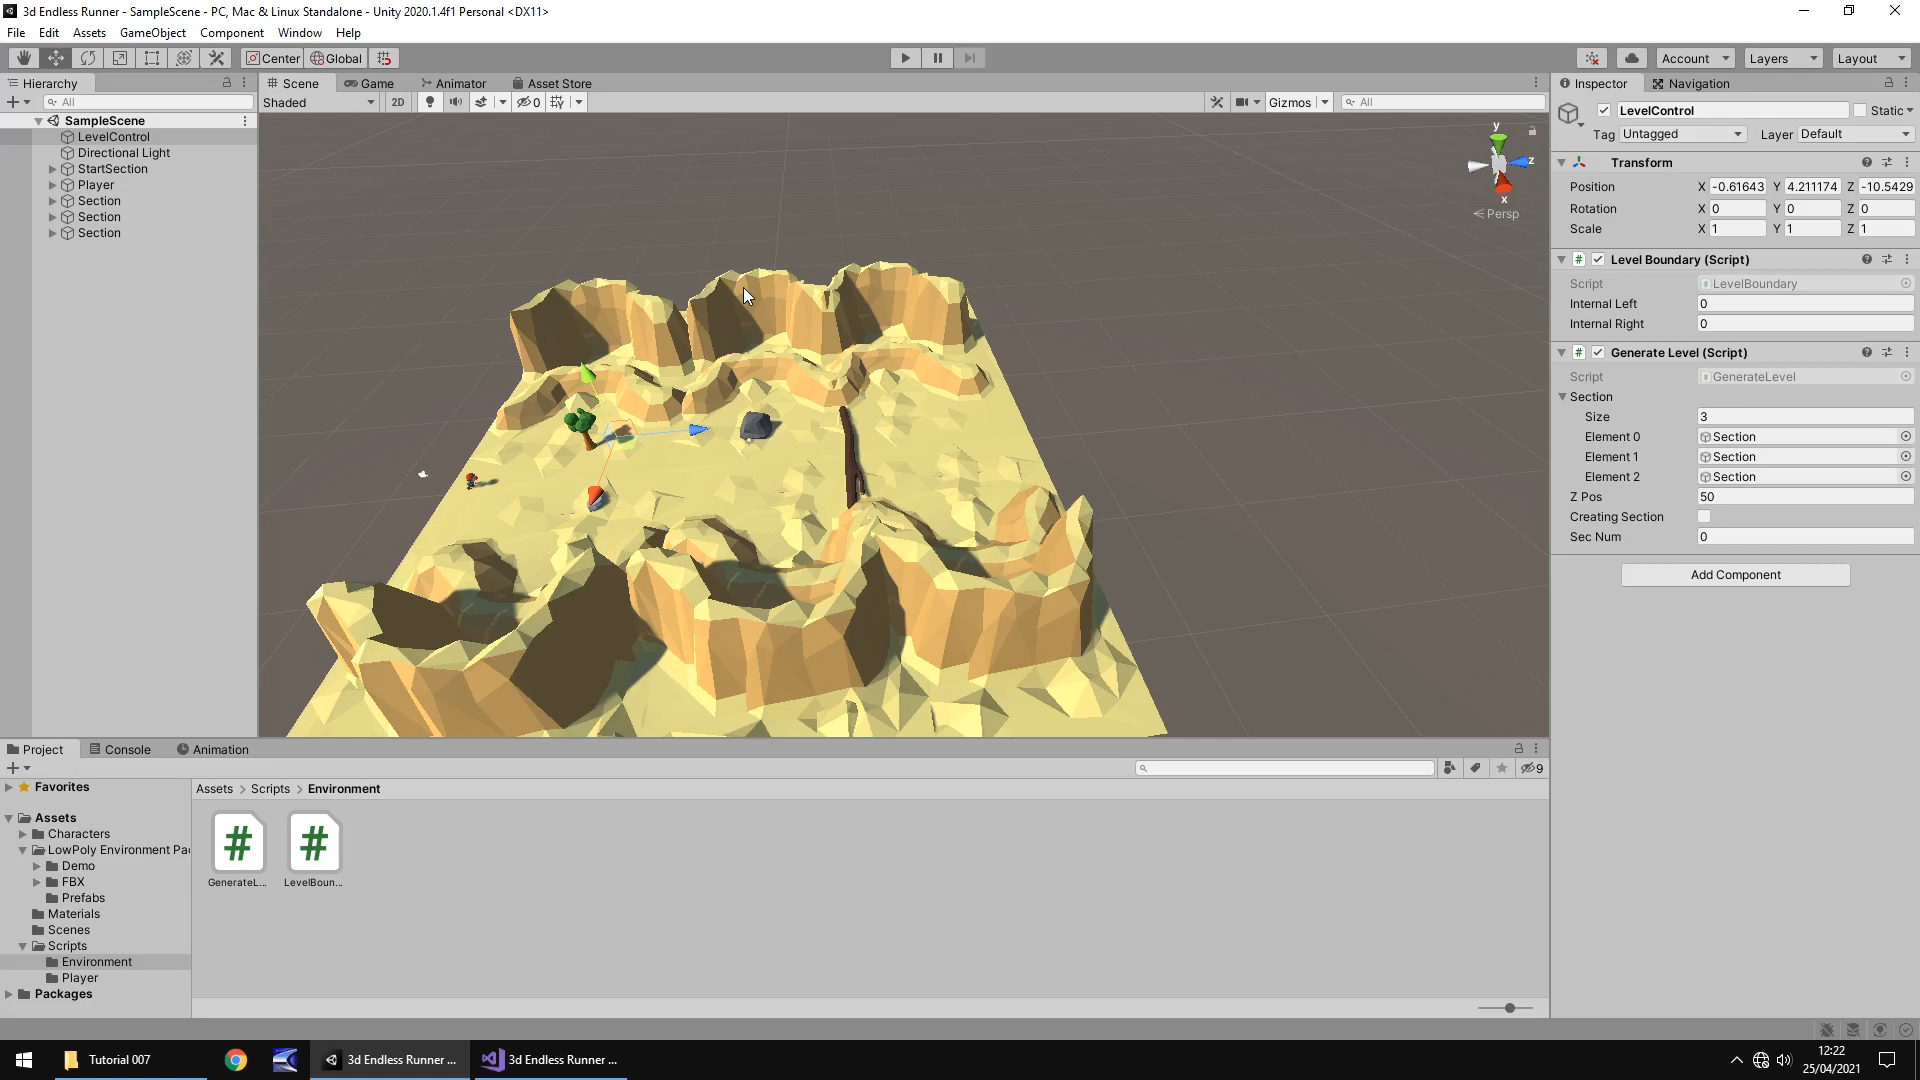 3d Endless Runner - SampleScene - PC, Mac & Linux Standalone - Unity 2020.1.4f1 Personal <DX11>
File Edit Assets GameObject Component Window Help
Center Global Account Layers Layout
Hierarchy
All
SampleScene
LevelControl
Directional Light
StartSection
Player
Section
Section
Section
Scene Game Animator Asset Store
Shaded 2D 0 Gizmos All
y
z
x
Persp
Inspector Navigation
LevelControl Static
Tag Untagged Layer Default
Transform
Position X -0.61643 Y 4.211174 Z -10.5429
Rotation X 0 Y 0 Z 0
Scale X 1 Y 1 Z 1
# Level Boundary (Script)
Script LevelBoundary
Internal Left 0
Internal Right 0
# Generate Level (Script)
Script GenerateLevel
Section
Size 3
Element 0 Section
Element 1 Section
Element 2 Section
Z Pos 50
Creating Section
Sec Num 0
Add Component
Project Console Animation
9
Favorites
Assets
Characters
LowPoly Environment Pa
Demo
FBX
Prefabs
Materials
Scenes
Scripts
Environment
Player
Packages
Assets > Scripts > Environment
# #
GenerateL... LevelBoun...
Tutorial 007 3d Endless Runner ... 3d Endless Runner ...
12:22
25/04/2021